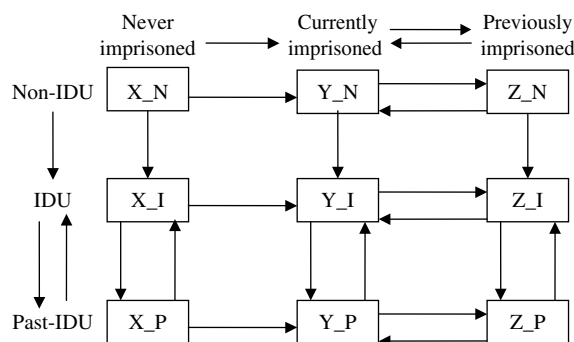 Never
imprisoned
Currently
imprisoned
Previously
imprisoned
Non-IDU
X_N
Y_N
Z_N
IDU
X_I
Y_I
Z_I
Past-IDU
X_P
Y_P
Z_P